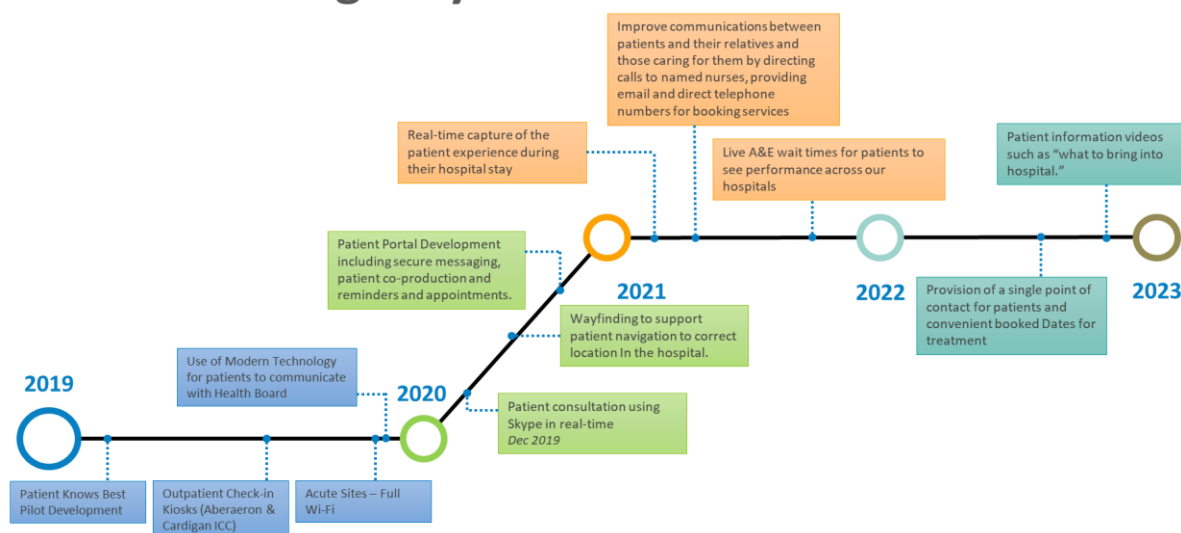 Improve communications between
patients and their relatives and
those caring for them by directing
calls to named nurses, providing
email and direct telephone
numbers for booking services
Real-time capture of the
patient experience during
their hospital stay
Live A&E wait times for patients to
see performance across our
hospitals
Patient information videos
such as “what to bring into
hospital.”
Patient Portal Development
including secure messaging,
patient co-production and
reminders and appointments.
2021
2022
2023
Provision of a single point of
contact for patients and
convenient booked Dates for
treatment
Wayfinding to support
patient navigation to correct
location In the hospital.
Use of Modern Technology
for patients to communicate
with Health Board
2019
2020
Patient consultation using
Skype in real-time
Dec 2019
Patient Knows Best
Pilot Development
Outpatient Check-in
Kiosks (Aberaeron &
Cardigan ICC)
Acute Sites – Full
Wi-Fi